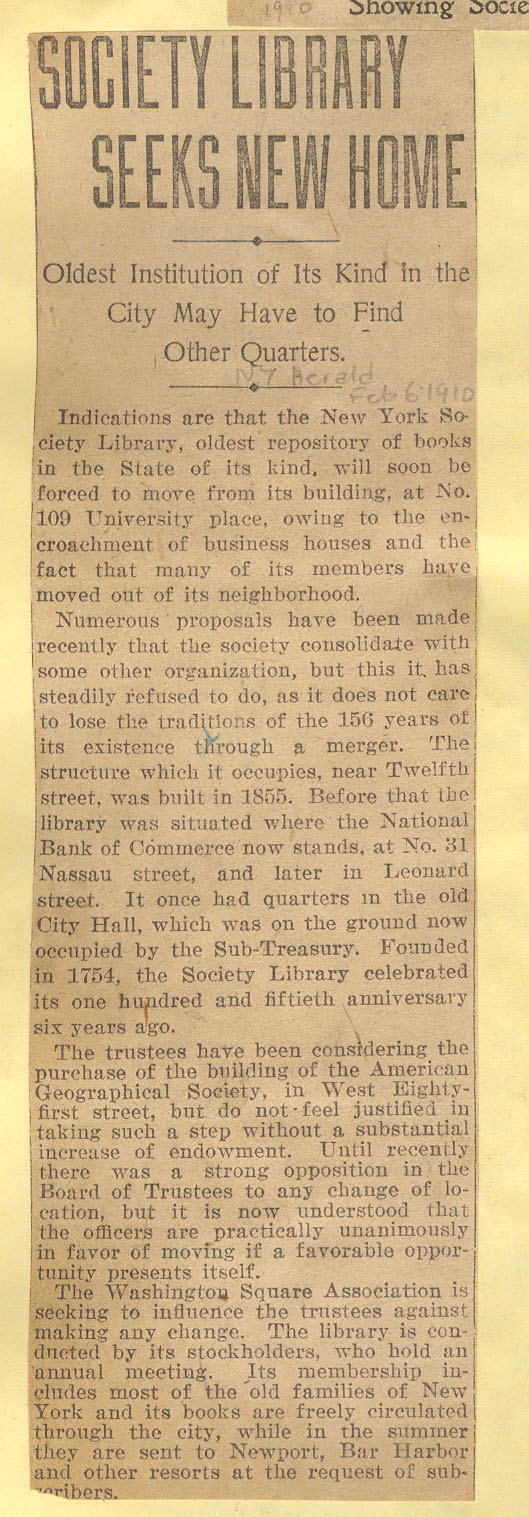 1910 Showing Socie
SOCIETY LIBRARY
SEEKS NEW HOME
Oldest Institution of Its Kind in the
City May Have to Find
Other Quarters.
NY Herald
Feb 6 1910
Indications are that the New York So-
ciety Library, oldest repository of books
in the State of its kind, will soon be
forced to move from its building, at No.
109 University place, owing to the en-
croachment of business houses and the
fact that many of its members have
moved out of its neighborhood.
Numerous proposals have been made
recently that the society consolidate with
some other organization, but this it has
steadily refused to do, as it does not care
to lose the traditions of the 156 years of
its existence through a merger. The
structure which it occupies, near Twelfth
street, was built in 1855. Before that the
library was situated where the National
Bank of Commerce now stands, at No. 31
Nassau street, and later in Leonard
street. It once had quarters in the old
City Hall, which was on the ground now
occupied by the Sub-Treasury. Founded
in 1754, the Society Library celebrated
its one hundred and fiftieth anniversary
six years ago.
The trustees have been considering the
purchase of the building of the American
Geographical Society, in West Eighty-
first street, but do not feel justified in
taking such a step without a substantial
increase of endowment. Until recently
there was a strong opposition in the
Board of Trustees to any change of lo-
cation, but it is now understood that
the officers are practically unanimously
in favor of moving if a favorable oppor-
tunity presents itself.
The Washington Square Association is
seeking to influence the trustees against
making any change. The library is con-
ducted by its stockholders, who hold an
annual meeting. Its membership in-
cludes most of the old families of New
York and its books are freely circulated
through the city, while in the summer
they are sent to Newport, Bar Harbor
and other resorts at the request of sub-
scribers.